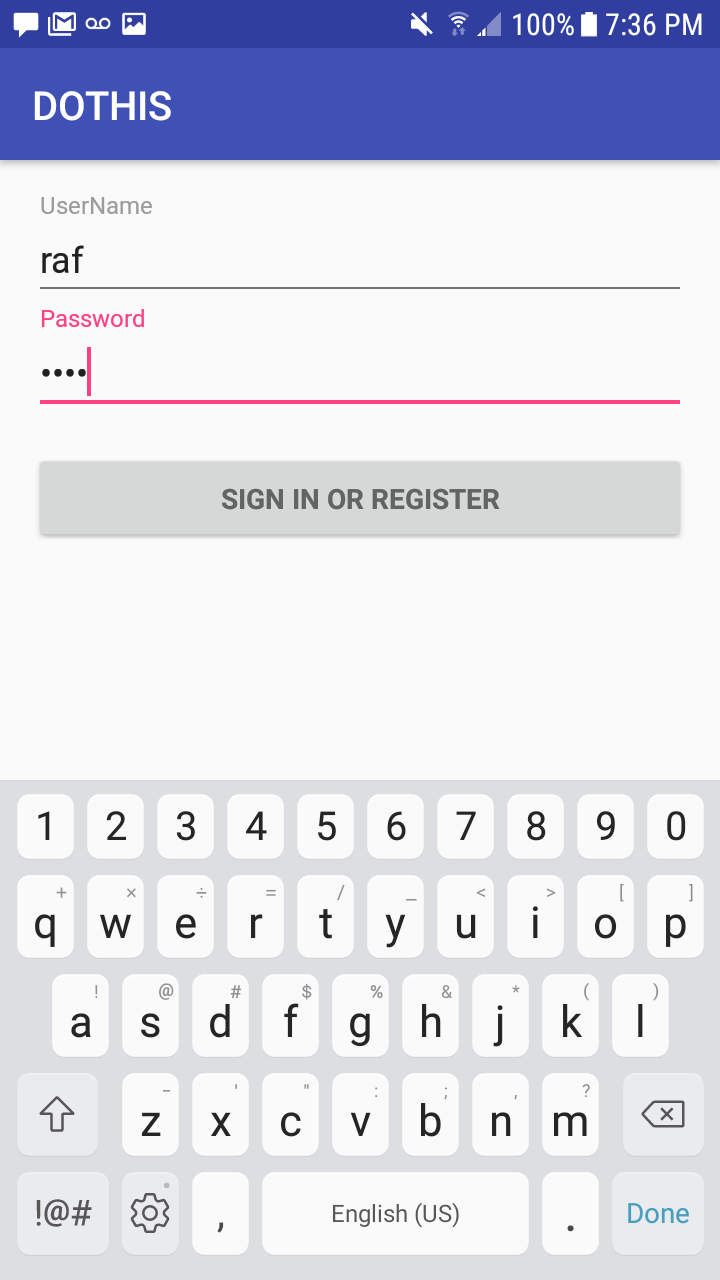 100% 7:36 PM
DOTHIS
UserName
raf
Password
••••
SIGN IN OR REGISTER
1 2 3 4 5 6 7 8 9 0
+ × ÷ = / _ < > [ ]
q w e r t y u i o p
! @ # $ % & * ( )
a s d f g h j k l
- ' " : ; , ?
z x c v b n m
!@# , English (US) . Done